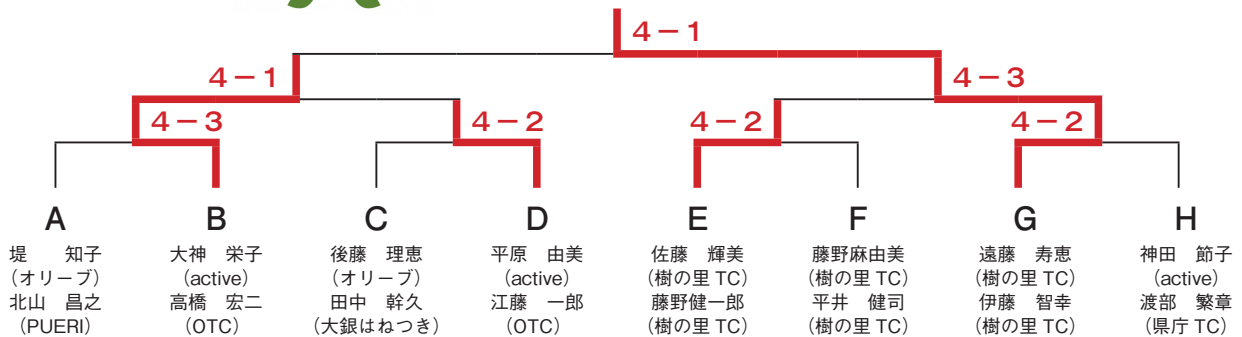 4－1
4－1
4－3
4－3
4－2
4－2
4－2
A
B
C
D
E
F
G
H
堤　　知子
(オリーブ)
北山　昌之
(PUERI)
大神　栄子
(active)
高橋　宏二
(OTC)
後藤　理恵
(オリーブ)
田中　幹久
(大銀はねつき)
平原　由美
(active)
江藤　一郎
(OTC)
佐藤　輝美
(樹の里 TC)
藤野健一郎
(樹の里 TC)
藤野麻由美
(樹の里 TC)
平井　健司
(樹の里 TC)
遠藤　寿恵
(樹の里 TC)
伊藤　智幸
(樹の里 TC)
神田　節子
(active)
渡部　繁章
(県庁 TC)